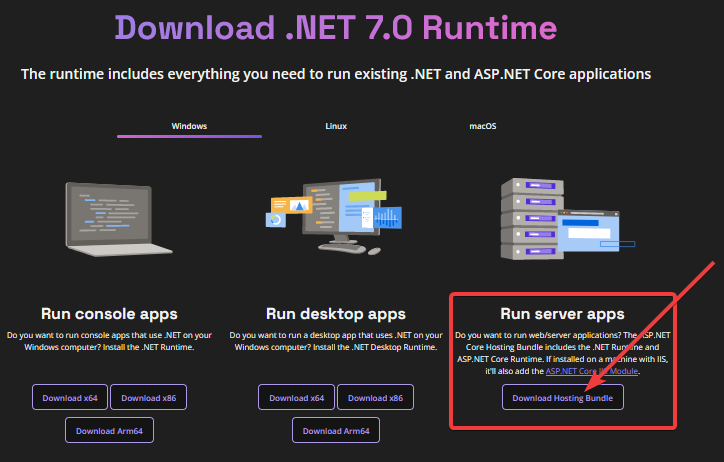 Download .NET 7.0 Runtime
The runtime includes everything you need to run existing .NET and ASP.NET Core applications
Windows
Linux
macOS
Run console apps
Do you want to run console apps that use .NET on your
Windows computer? Install the .NET Runtime.
Download x64
Download x86
Download Arm64
Run desktop apps
Do you want to run a desktop app that uses .NET on your
Windows computer? Install the .NET Desktop Runtime.
Download x64
Download x86
Download Arm64
Run server apps
Do you want to run web/server applications? The ASP.NET
Core Hosting Bundle includes the .NET Runtime and
ASP.NET Core Runtime. If installed on a machine with IIS,
it'll also add the ASP.NET Core IIS Module.
Download Hosting Bundle